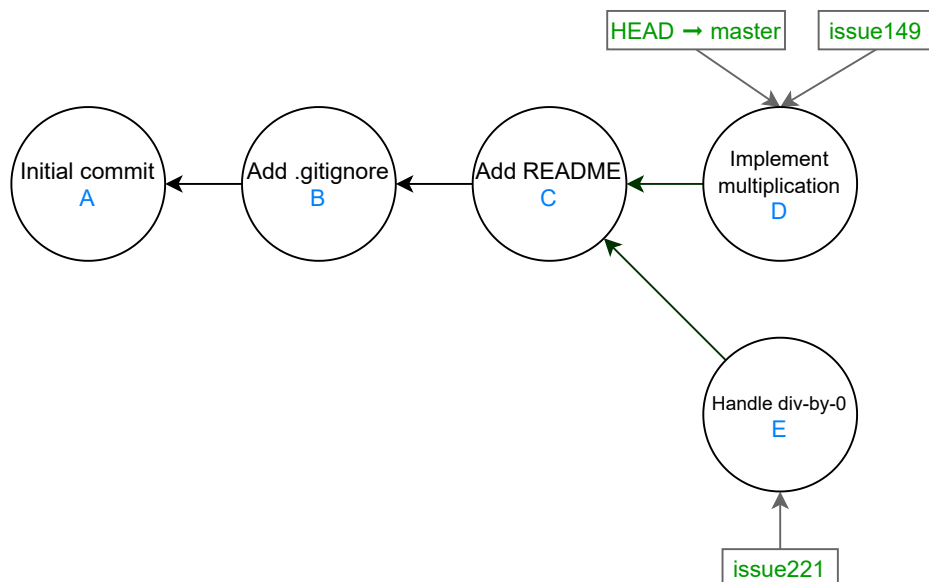 HEAD ➞ master
issue149
Initial commit
A
Add .gitignore
B
Add README
C
Implement
multiplication
D
Handle div-by-0
E
issue221